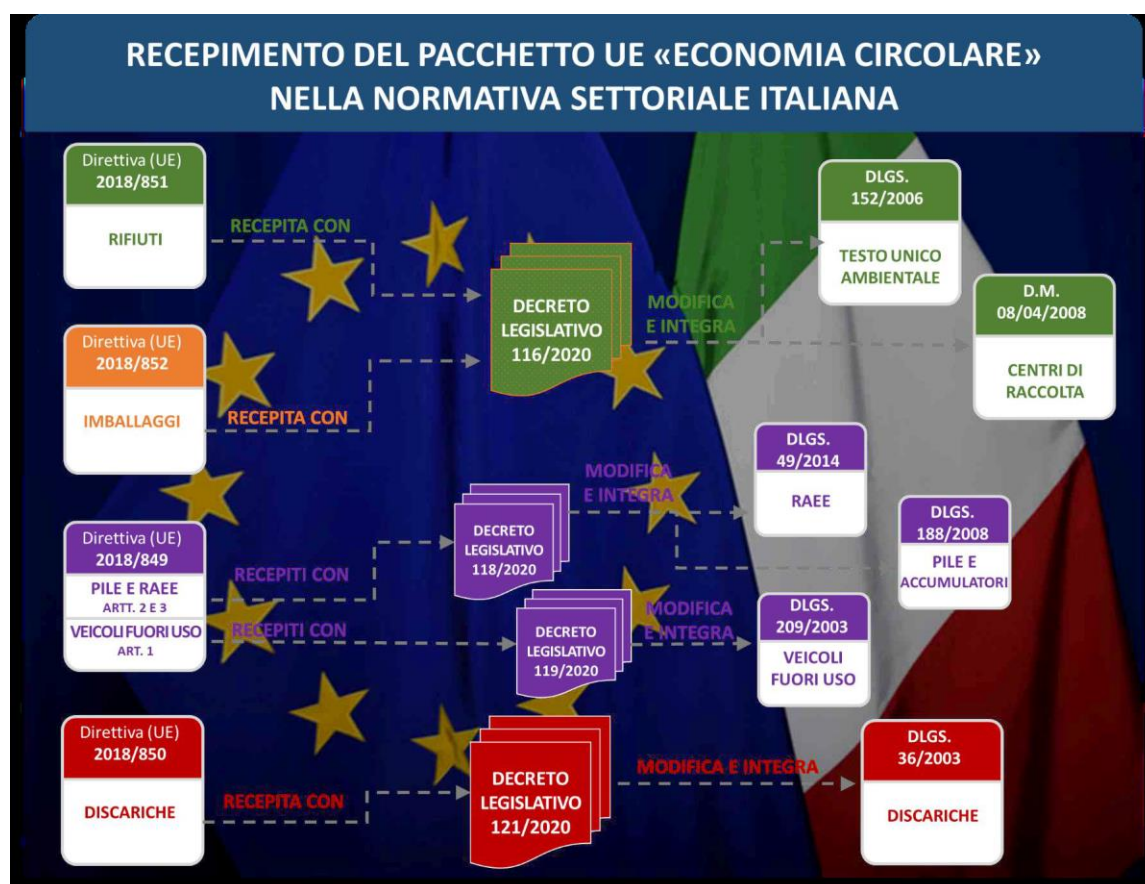 RECEPIMENTO DEL PACCHETTO UE «ECONOMIA CIRCOLARE»
NELLA NORMATIVA SETTORIALE ITALIANA
Direttiva (UE)
2018/851
RIFIUTI
RECEPITA CON
Direttiva (UE)
2018/852
IMBALLAGGI
RECEPITA CON
DECRETO
LEGISLATIVO
116/2020
MODIFICA
E INTEGRA
DLGS.
152/2006
TESTO UNICO
AMBIENTALE
D.M.
08/04/2008
CENTRI DI
RACCOLTA
Direttiva (UE)
2018/849
PILE E RAEE
ARTT. 2 E 3
VEICOLI FUORI USO
ART. 1
RECEPITI CON
RECEPITI CON
DECRETO
LEGISLATIVO
118/2020
MODIFICA
E INTEGRA
DLGS.
49/2014
RAEE
DLGS.
188/2008
PILE E
ACCUMULATORI
DECRETO
LEGISLATIVO
119/2020
MODIFICA
E INTEGRA
DLGS.
209/2003
VEICOLI
FUORI USO
Direttiva (UE)
2018/850
DISCARICHE
RECEPITA CON
DECRETO
LEGISLATIVO
121/2020
MODIFICA E INTEGRA
DLGS.
36/2003
DISCARICHE